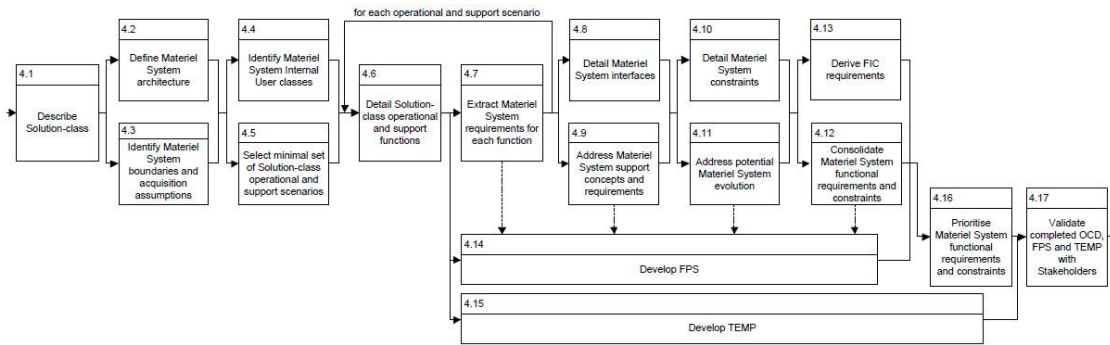 for each operational and support scenario
4.1
Describe
Solution-class
4.2
Define Materiel
System
architecture
4.3
Identify Materiel
System
boundaries and
acquisition
assumptions
4.4
Identify Materiel
System Internal
User classes
4.5
Select minimal set
of Solution-class
operational and
support scenarios
4.6
Detail Solution-
class operational
and support
functions
4.7
Extract Materiel
System
requirements for
each function
4.8
Detail Materiel
System interfaces
4.9
Address Materiel
System support
concepts and
requirements
4.10
Detail Materiel
System
constraints
4.11
Address potential
Materiel System
evolution
4.13
Derive FIC
requirements
4.12
Consolidate
Materiel System
functional
requirements and
constraints
4.14
Develop FPS
4.15
Develop TEMP
4.16
Prioritise
Materiel System
functional
requirements
and constraints
4.17
Validate
completed OCD,
FPS and TEMP
with
Stakeholders